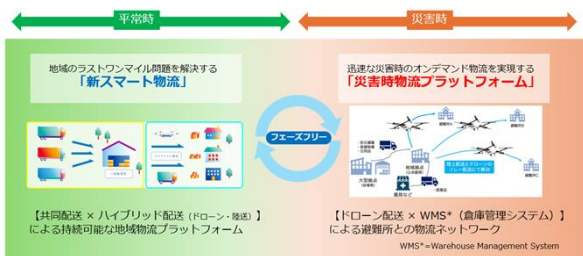 平常時
災害時
地域のラストワンマイル問題を解決する
「新スマート物流」
迅速な災害時のオンデマンド物流を実現する
「災害時物流プラットフォーム」
フェーズフリー
【共同配送 × ハイブリッド配送（ドローン・陸送）】
による持続可能な地域物流プラットフォーム
【ドローン配送 × WMS*（倉庫管理システム）】
による避難所との物流ネットワーク
WMS*=Warehouse Management System